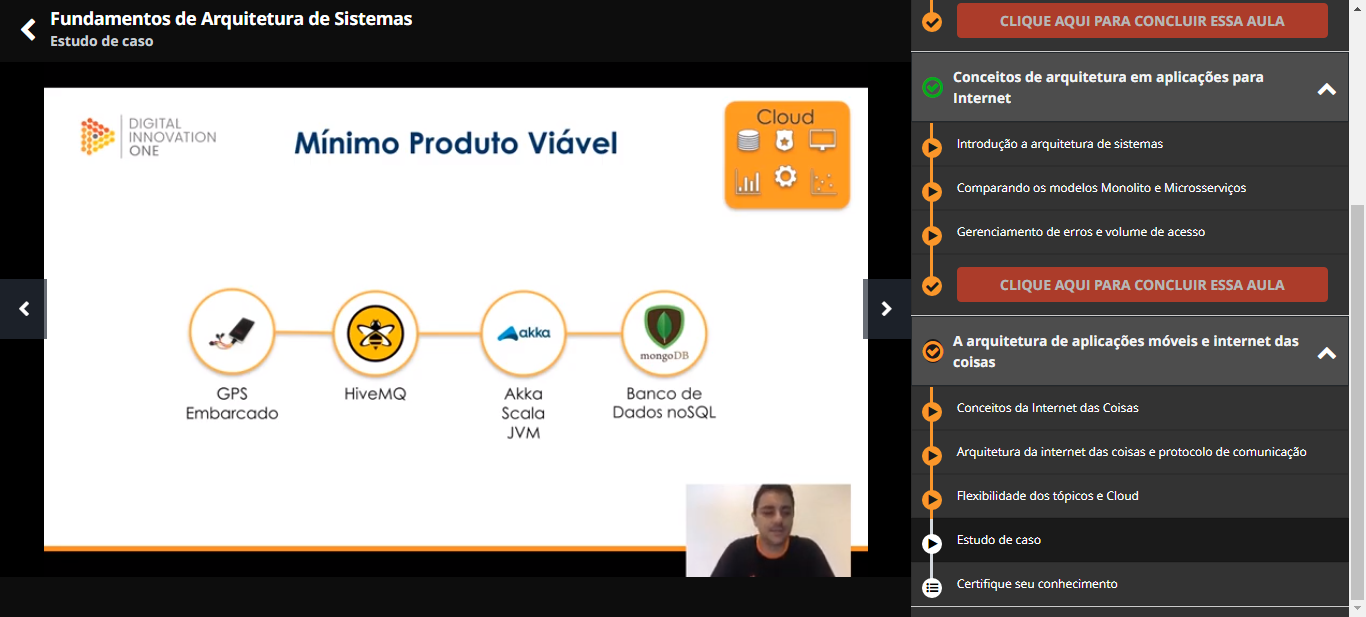 Fundamentos de Arquitetura de Sistemas
Estudo de caso
DIGITAL
INNOVATION
ONE
Mínimo Produto Viável
Cloud
akka
mongoDB
GPS
Embarcado
HiveMQ
Akka
Scala
JVM
Banco de
Dados noSQL
CLIQUE AQUI PARA CONCLUIR ESSA AULA
Conceitos de arquitetura em aplicações para
Internet
Introdução a arquitetura de sistemas
Comparando os modelos Monolito e Microsserviços
Gerenciamento de erros e volume de acesso
CLIQUE AQUI PARA CONCLUIR ESSA AULA
A arquitetura de aplicações móveis e internet das
coisas
Conceitos da Internet das Coisas
Arquitetura da internet das coisas e protocolo de comunicação
Flexibilidade dos tópicos e Cloud
Estudo de caso
Certifique seu conhecimento